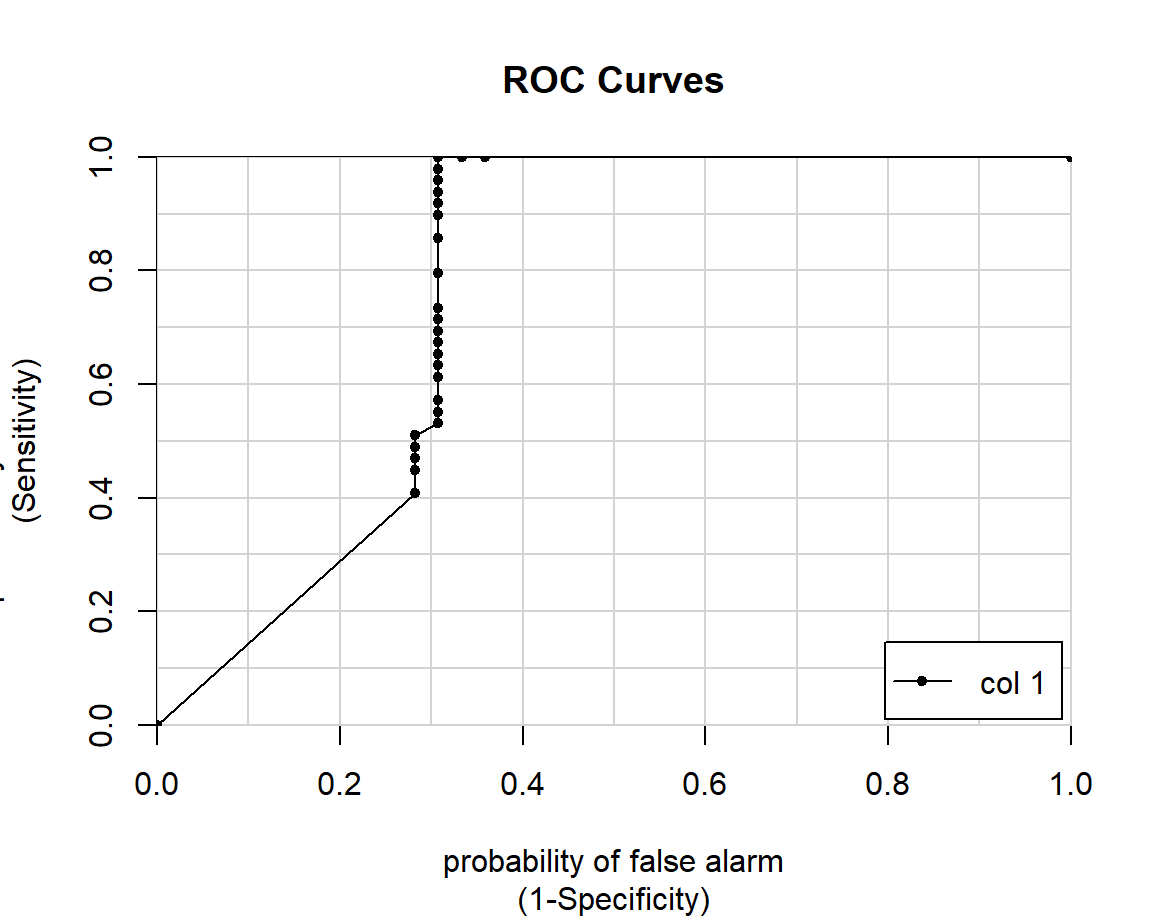 ROC Curves
(Sensitivity)
1.0
0.8
0.6
0.4
0.2
0.0
col 1
0.0 0.2 0.4 0.6 0.8 1.0
probability of false alarm
(1-Specificity)